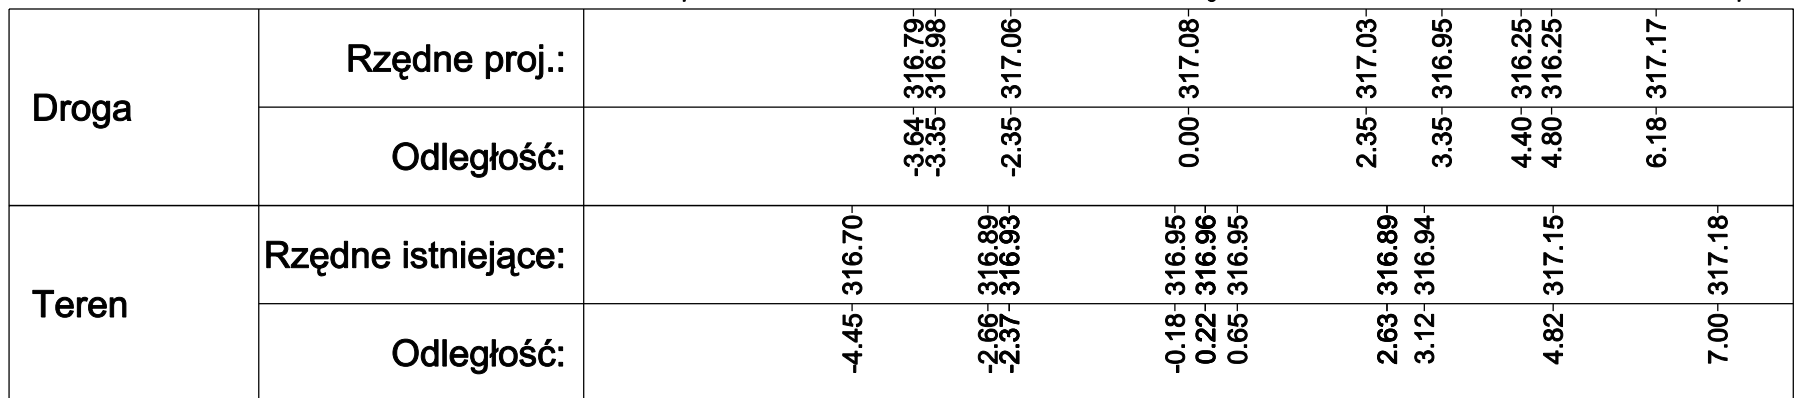 Droga
Rzędne proj.: 316.79 316.98 317.06 317.08 317.03 316.95 316.25 316.25 317.17
Odległość: -3.64 -3.35 -2.35 0.00 2.35 3.35 4.40 4.80 6.18
Teren
Rzędne istniejące: 316.70 316.89 316.93 316.95 316.96 316.95 316.89 316.94 317.15 317.18
Odległość: -4.45 -2.66 -2.37 -0.18 0.22 0.65 2.63 3.12 4.82 7.00